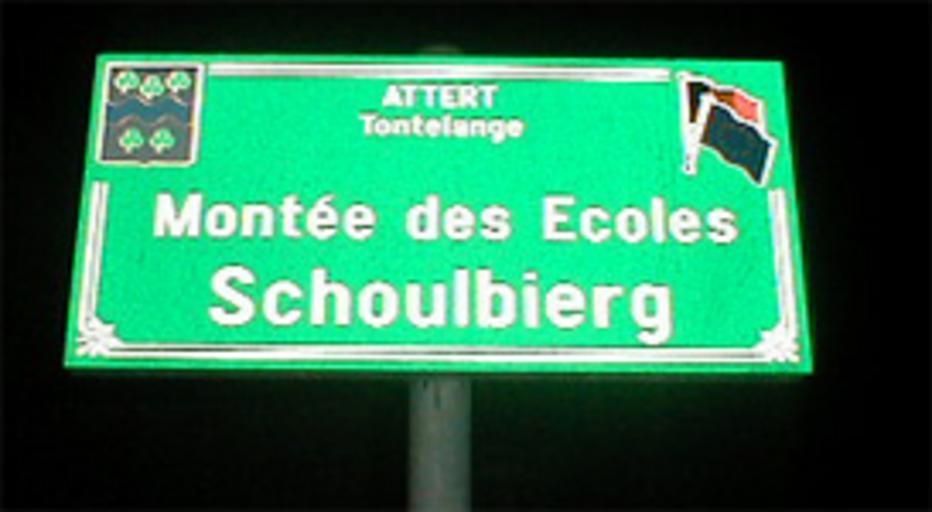 ATTERT
Tontelange
Montée des Ecoles
Schoulbierg